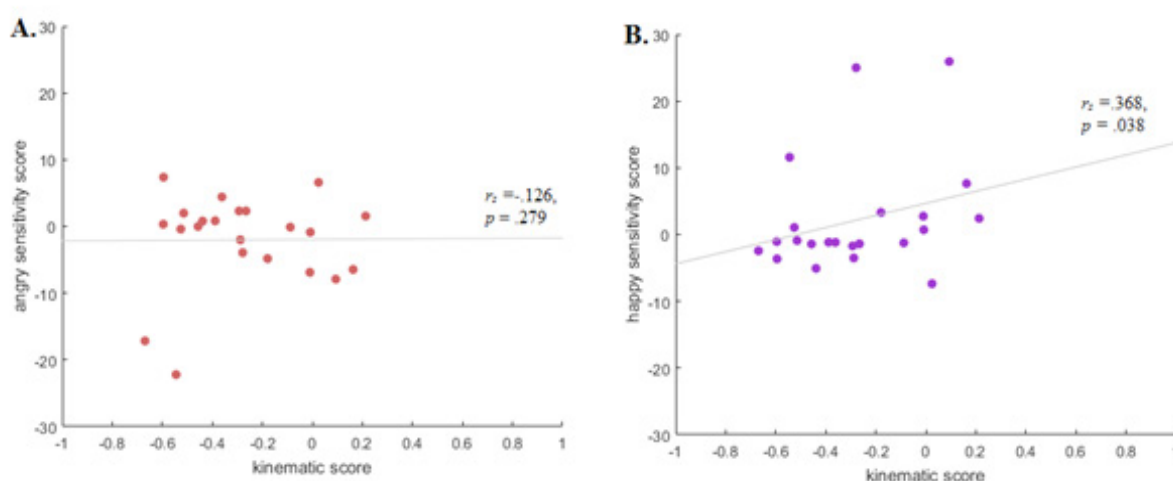 A.
30
20
10
0
-10
-20
-30
angry sensitivity score
-1 -0.8 -0.6 -0.4 -0.2 0 0.2 0.4 0.6 0.8 1
kinematic score
rs =-.126,
p = .279
B.
30
20
10
0
-10
-20
-30
happy sensitivity score
-1 -0.8 -0.6 -0.4 -0.2 0 0.2 0.4 0.6 0.8 1
kinematic score
rs =.368,
p = .038